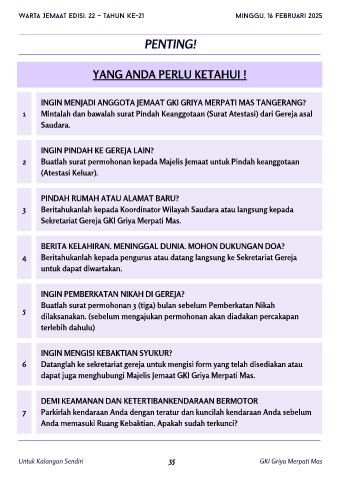 WARTA JEMAAT EDISI. 22 – TAHUN KE-21
MINGGU, 16 FEBRUARI 2025
PENTING!
YANG ANDA PERLU KETAHUI !
1
INGIN MENJADI ANGGOTA JEMAAT GKI GRIYA MERPATI MAS TANGERANG?
Mintalah dan bawalah surat Pindah Keanggotaan (Surat Atestasi) dari Gereja asal
Saudara.
2
INGIN PINDAH KE GEREJA LAIN?
Buatlah surat permohonan kepada Majelis Jemaat untuk Pindah keanggotaan
(Atestasi Keluar).
3
PINDAH RUMAH ATAU ALAMAT BARU?
Beritahukanlah kepada Koordinator Wilayah Saudara atau langsung kepada
Sekretariat Gereja GKI Griya Merpati Mas.
4
BERITA KELAHIRAN. MENINGGAL DUNIA. MOHON DUKUNGAN DOA?
Beritahukanlah kepada pengurus atau datang langsung ke Sekretariat Gereja
untuk dapat diwartakan.
5
INGIN PEMBERKATAN NIKAH DI GEREJA?
Buatlah surat permohonan 3 (tiga) bulan sebelum Pemberkatan Nikah
dilaksanakan. (sebelum mengajukan permohonan akan diadakan percakapan
terlebih dahulu)
6
INGIN MENGISI KEBAKTIAN SYUKUR?
Datanglah ke sekretariat gereja untuk mengisi form yang telah disediakan atau
dapat juga menghubungi Majelis Jemaat GKI Griya Merpati Mas.
7
DEMI KEAMANAN DAN KETERTIBANKENDARAAN BERMOTOR
Parkirlah kendaraan Anda dengan teratur dan kuncilah kendaraan Anda sebelum
Anda memasuki Ruang Kebaktian. Apakah sudah terkunci?
Untuk Kalangan Sendiri
35
GKI Griya Merpati Mas